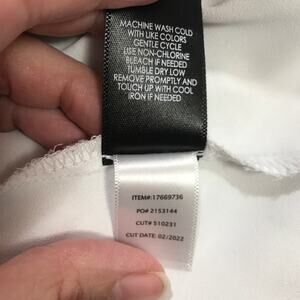 MACHINE WASH COLD
WITH LIKE COLORS
GENTLE CYCLE
USE NON-CHLORINE
BLEACH IF NEEDED
TUMBLE DRY LOW
REMOVE PROMPTLY AND
TOUCH UP WITH COOL
IRON IF NEEDED
ITEM#:17669736
PO# 2153144
CUT# 510231
CUT DATE: 02/2022